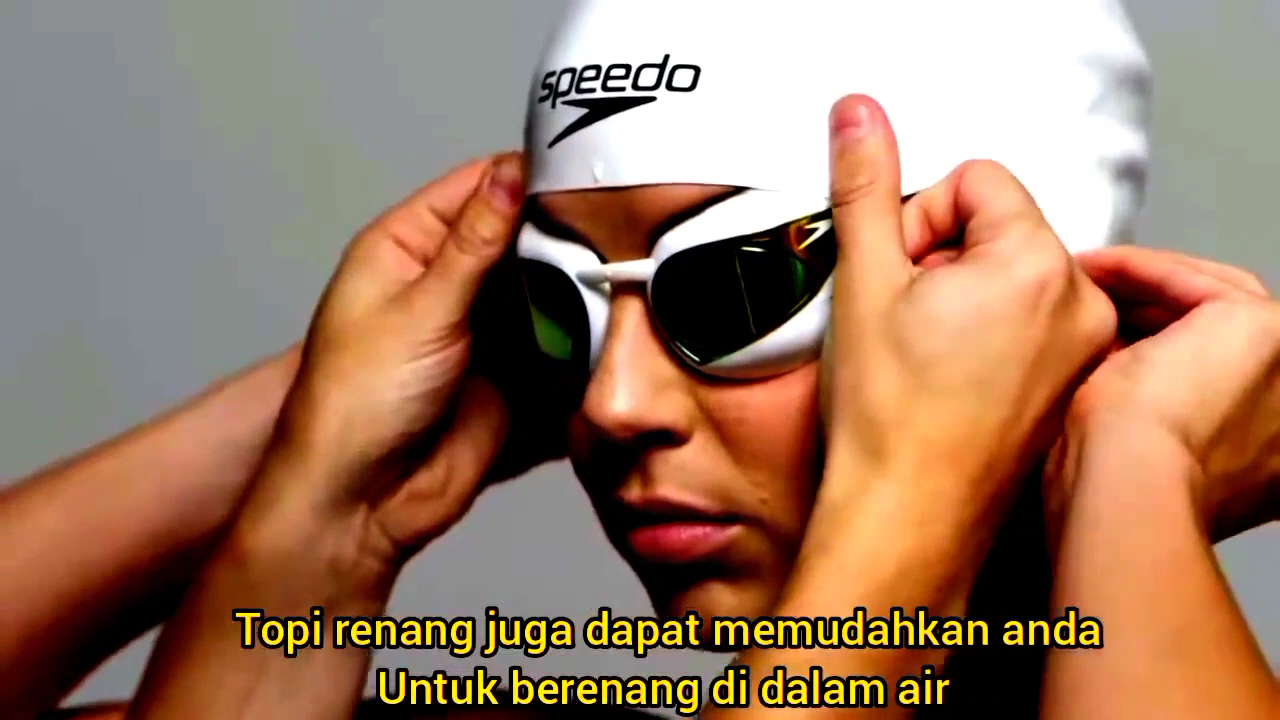 speedo
Topi renang juga dapat memudahkan anda
Untuk berenang di dalam air